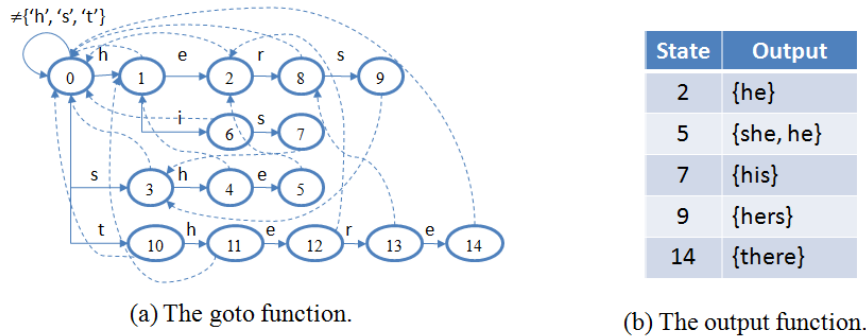 ≠{'h', 's', 't'}
h e r s
0 1 2 8 9
i s
6 7
s h e
3 4 5
t h e r e
10 11 12 13 14
(a) The goto function.
State Output
2 {he}
5 {she, he}
7 {his}
9 {hers}
14 {there}
(b) The output function.